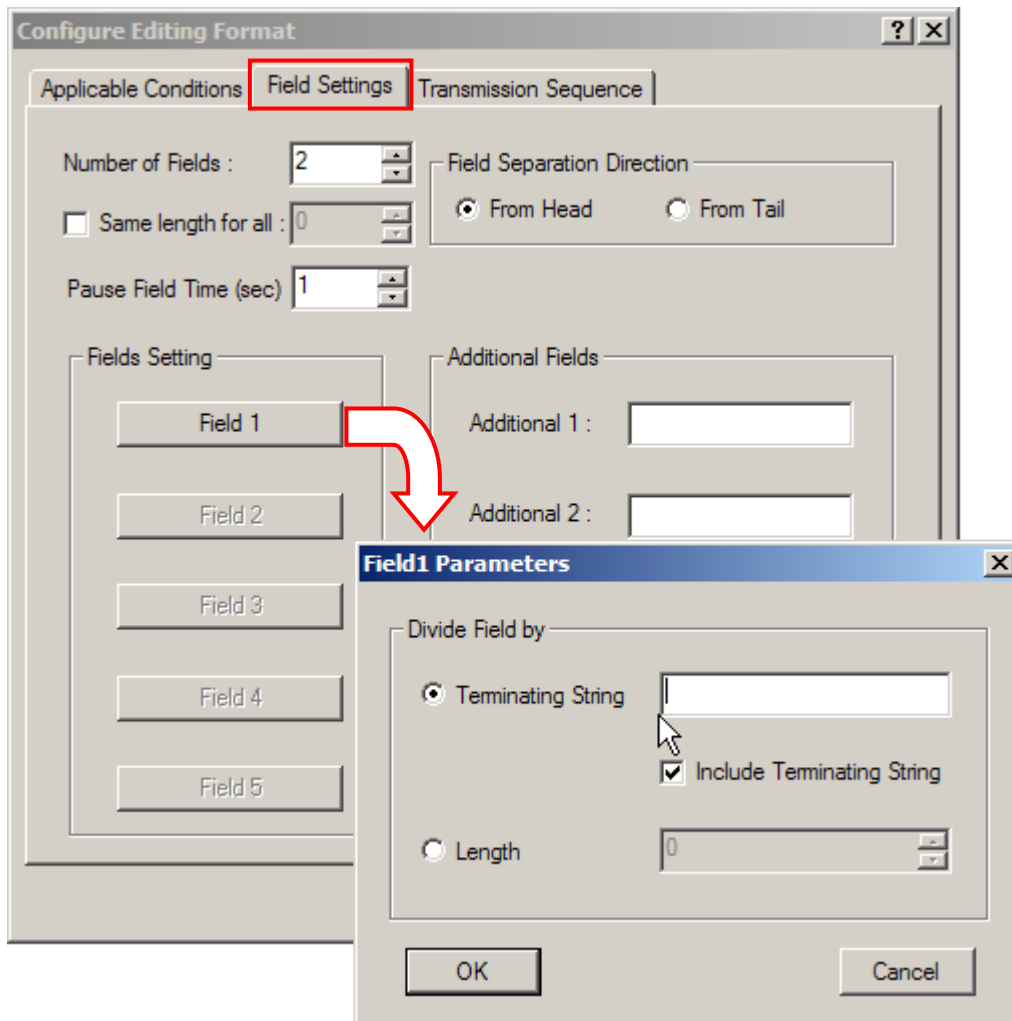 Configure Editing Format
Applicable Conditions Field Settings Transmission Sequence
Number of Fields : 2
Field Separation Direction
Same length for all : 0
From Head From Tail
Pause Field Time (sec) 1
Fields Setting
Additional Fields
Field 1
Additional 1 :
Field 2
Additional 2 :
Field 3
Field 4
Field 5
Field1 Parameters
Divide Field by
Terminating String
Include Terminating String
Length 0
OK Cancel